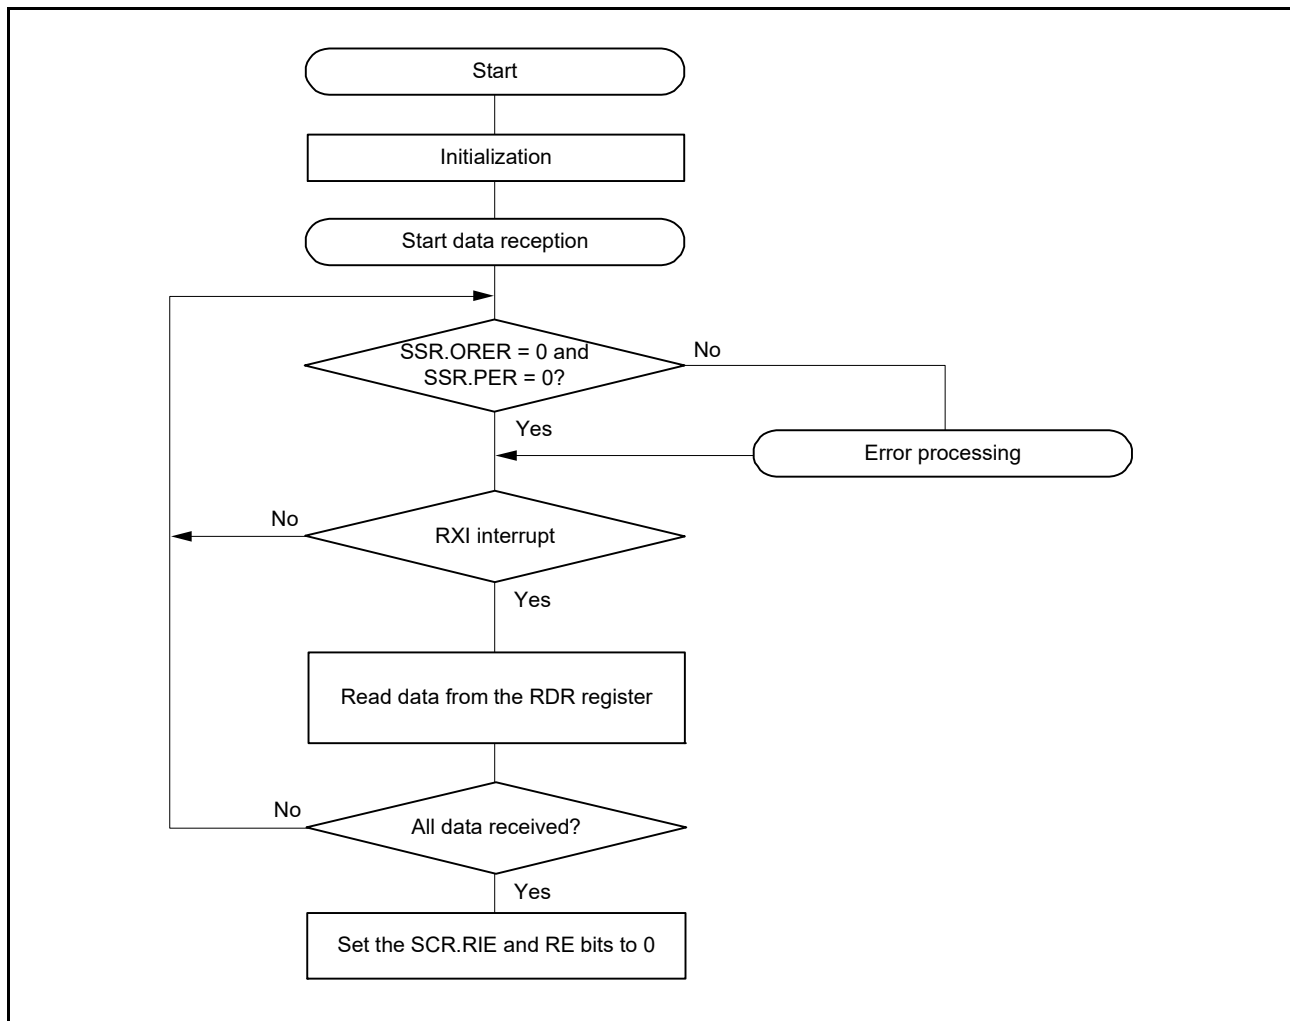 Start
Initialization
Start data reception
SSR.ORER = 0 and
SSR.PER = 0?
No
Yes
Error processing
No
RXI interrupt
Yes
Read data from the RDR register
No
All data received?
Yes
Set the SCR.RIE and RE bits to 0